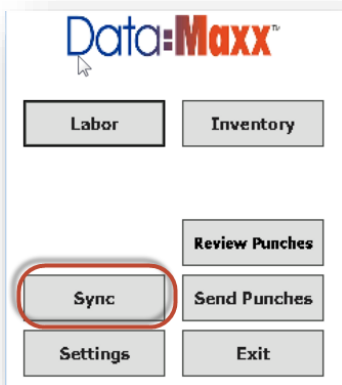 Data:Maxx™
Labor Inventory
Review Punches
Sync Send Punches
Settings Exit